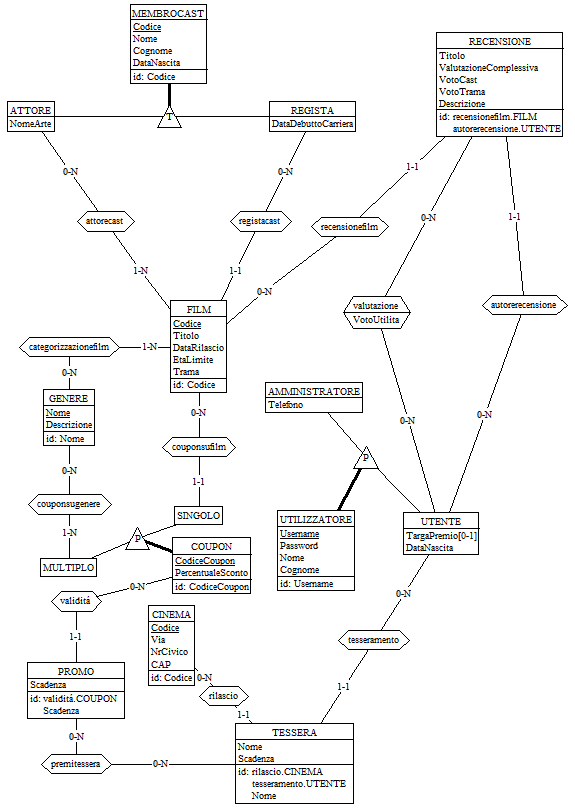 MEMBROCAST
Codice
Nome
Cognome
DataNascita
id: Codice
RECENSIONE
Titolo
ValutazioneComplessiva
VotoCast
VotoTrama
Descrizione
id: recensionefilm.FILM
autorerecensione.UTENTE
ATTORE
NomeArte
T
REGISTA
DataDebuttoCarriera
0-N
0-N
1-1
attorecast
registacast
recensionefilm
0-N
1-1
1-N
1-1
0-N
FILM
Codice
Titolo
DataRilascio
EtaLimite
Trama
id: Codice
valutazione
VotoUtilita
autorerecensione
categorizzazionefilm
1-N
0-N
GENERE
Nome
Descrizione
id: Nome
AMMINISTRATORE
Telefono
0-N
0-N
0-N
couponsufilm
P
0-N
couponsugenere
1-1
1-N
SINGOLO
UTILIZZATORE
Username
Password
Nome
Cognome
id: Username
UTENTE
TargaPremio[0-1]
DataNascita
P
MULTIPLO
COUPON
CodiceCoupon
PercentualeSconto
id: CodiceCoupon
0-N
validitá
0-N
CINEMA
Codice
Via
NrCivico
CAP
id: Codice
1-1
tesseramento
PROMO
Scadenza
id: validitá.COUPON
Scadenza
0-N
rilascio
1-1
1-1
TESSERA
Nome
Scadenza
id: rilascio.CINEMA
tesseramento.UTENTE
Nome
0-N
premitessera
0-N